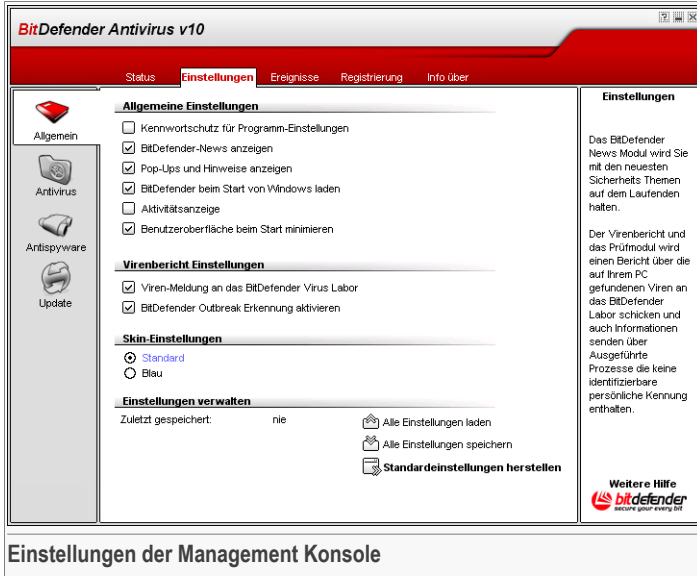 BitDefender Antivirus v10
Status Einstellungen Ereignisse Registrierung Info über
Allgemein
Antivirus
Antispyware
Update
Allgemeine Einstellungen
Kennwortschutz für Programm-Einstellungen
BitDefender-News anzeigen
Pop-Ups und Hinweise anzeigen
BitDefender beim Start von Windows laden
Aktivitätsanzeige
Benutzeroberfläche beim Start minimieren
Virenbericht Einstellungen
Viren-Meldung an das BitDefender Virus Labor
BitDefender Outbreak Erkennung aktivieren
Skin-Einstellungen
Standard
Blau
Einstellungen verwalten
Zuletzt gespeichert: nie
Alle Einstellungen laden
Alle Einstellungen speichern
Standardeinstellungen herstellen
Einstellungen
Das BitDefender
News Modul wird Sie
mit den neuesten
Sicherheits Themen
auf dem Laufenden
halten.
Der Virenbericht und
das Prüfmodul wird
einen Bericht über die
auf Ihrem PC
gefundenen Viren an
das BitDefender
Labor schicken und
auch Informationen
senden über
Ausgeführte
Prozesse die keine
identifizierbare
persönliche Kennung
enthalten.
Weitere Hilfe
bitdefender
secure your every bit
Einstellungen der Management Konsole